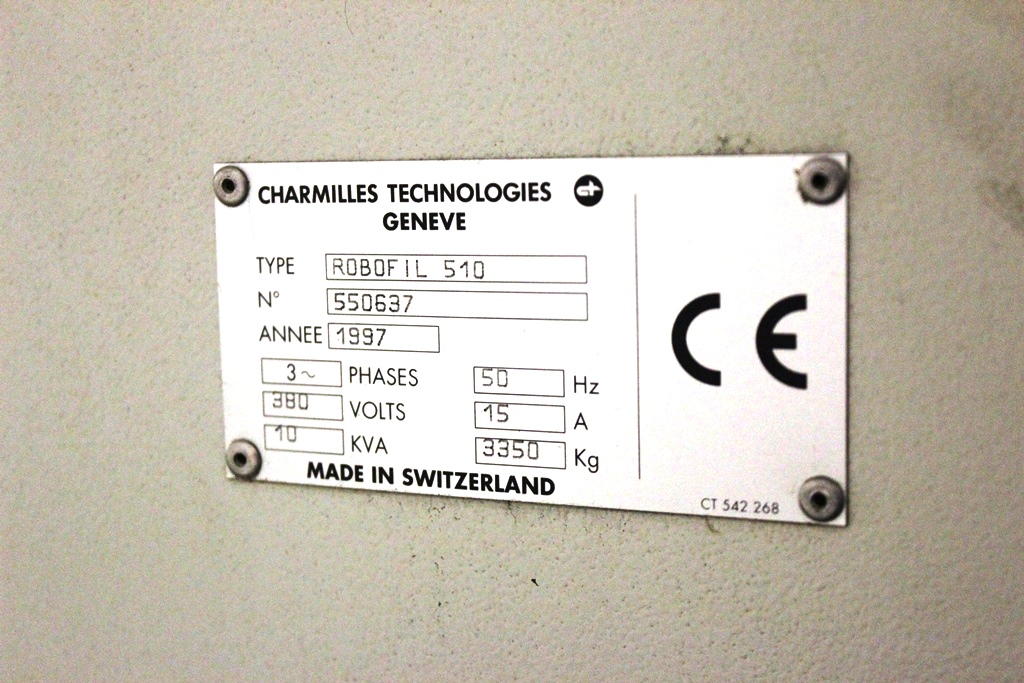 CHARMILLES TECHNOLOGIES
GENEVE
TYPE ROBOFIL 510
N° 550637
ANNEE 1997
3~ PHASES 50 Hz
380 VOLTS 15 A
10 KVA 3350 Kg
MADE IN SWITZERLAND
CE
CT 542 268